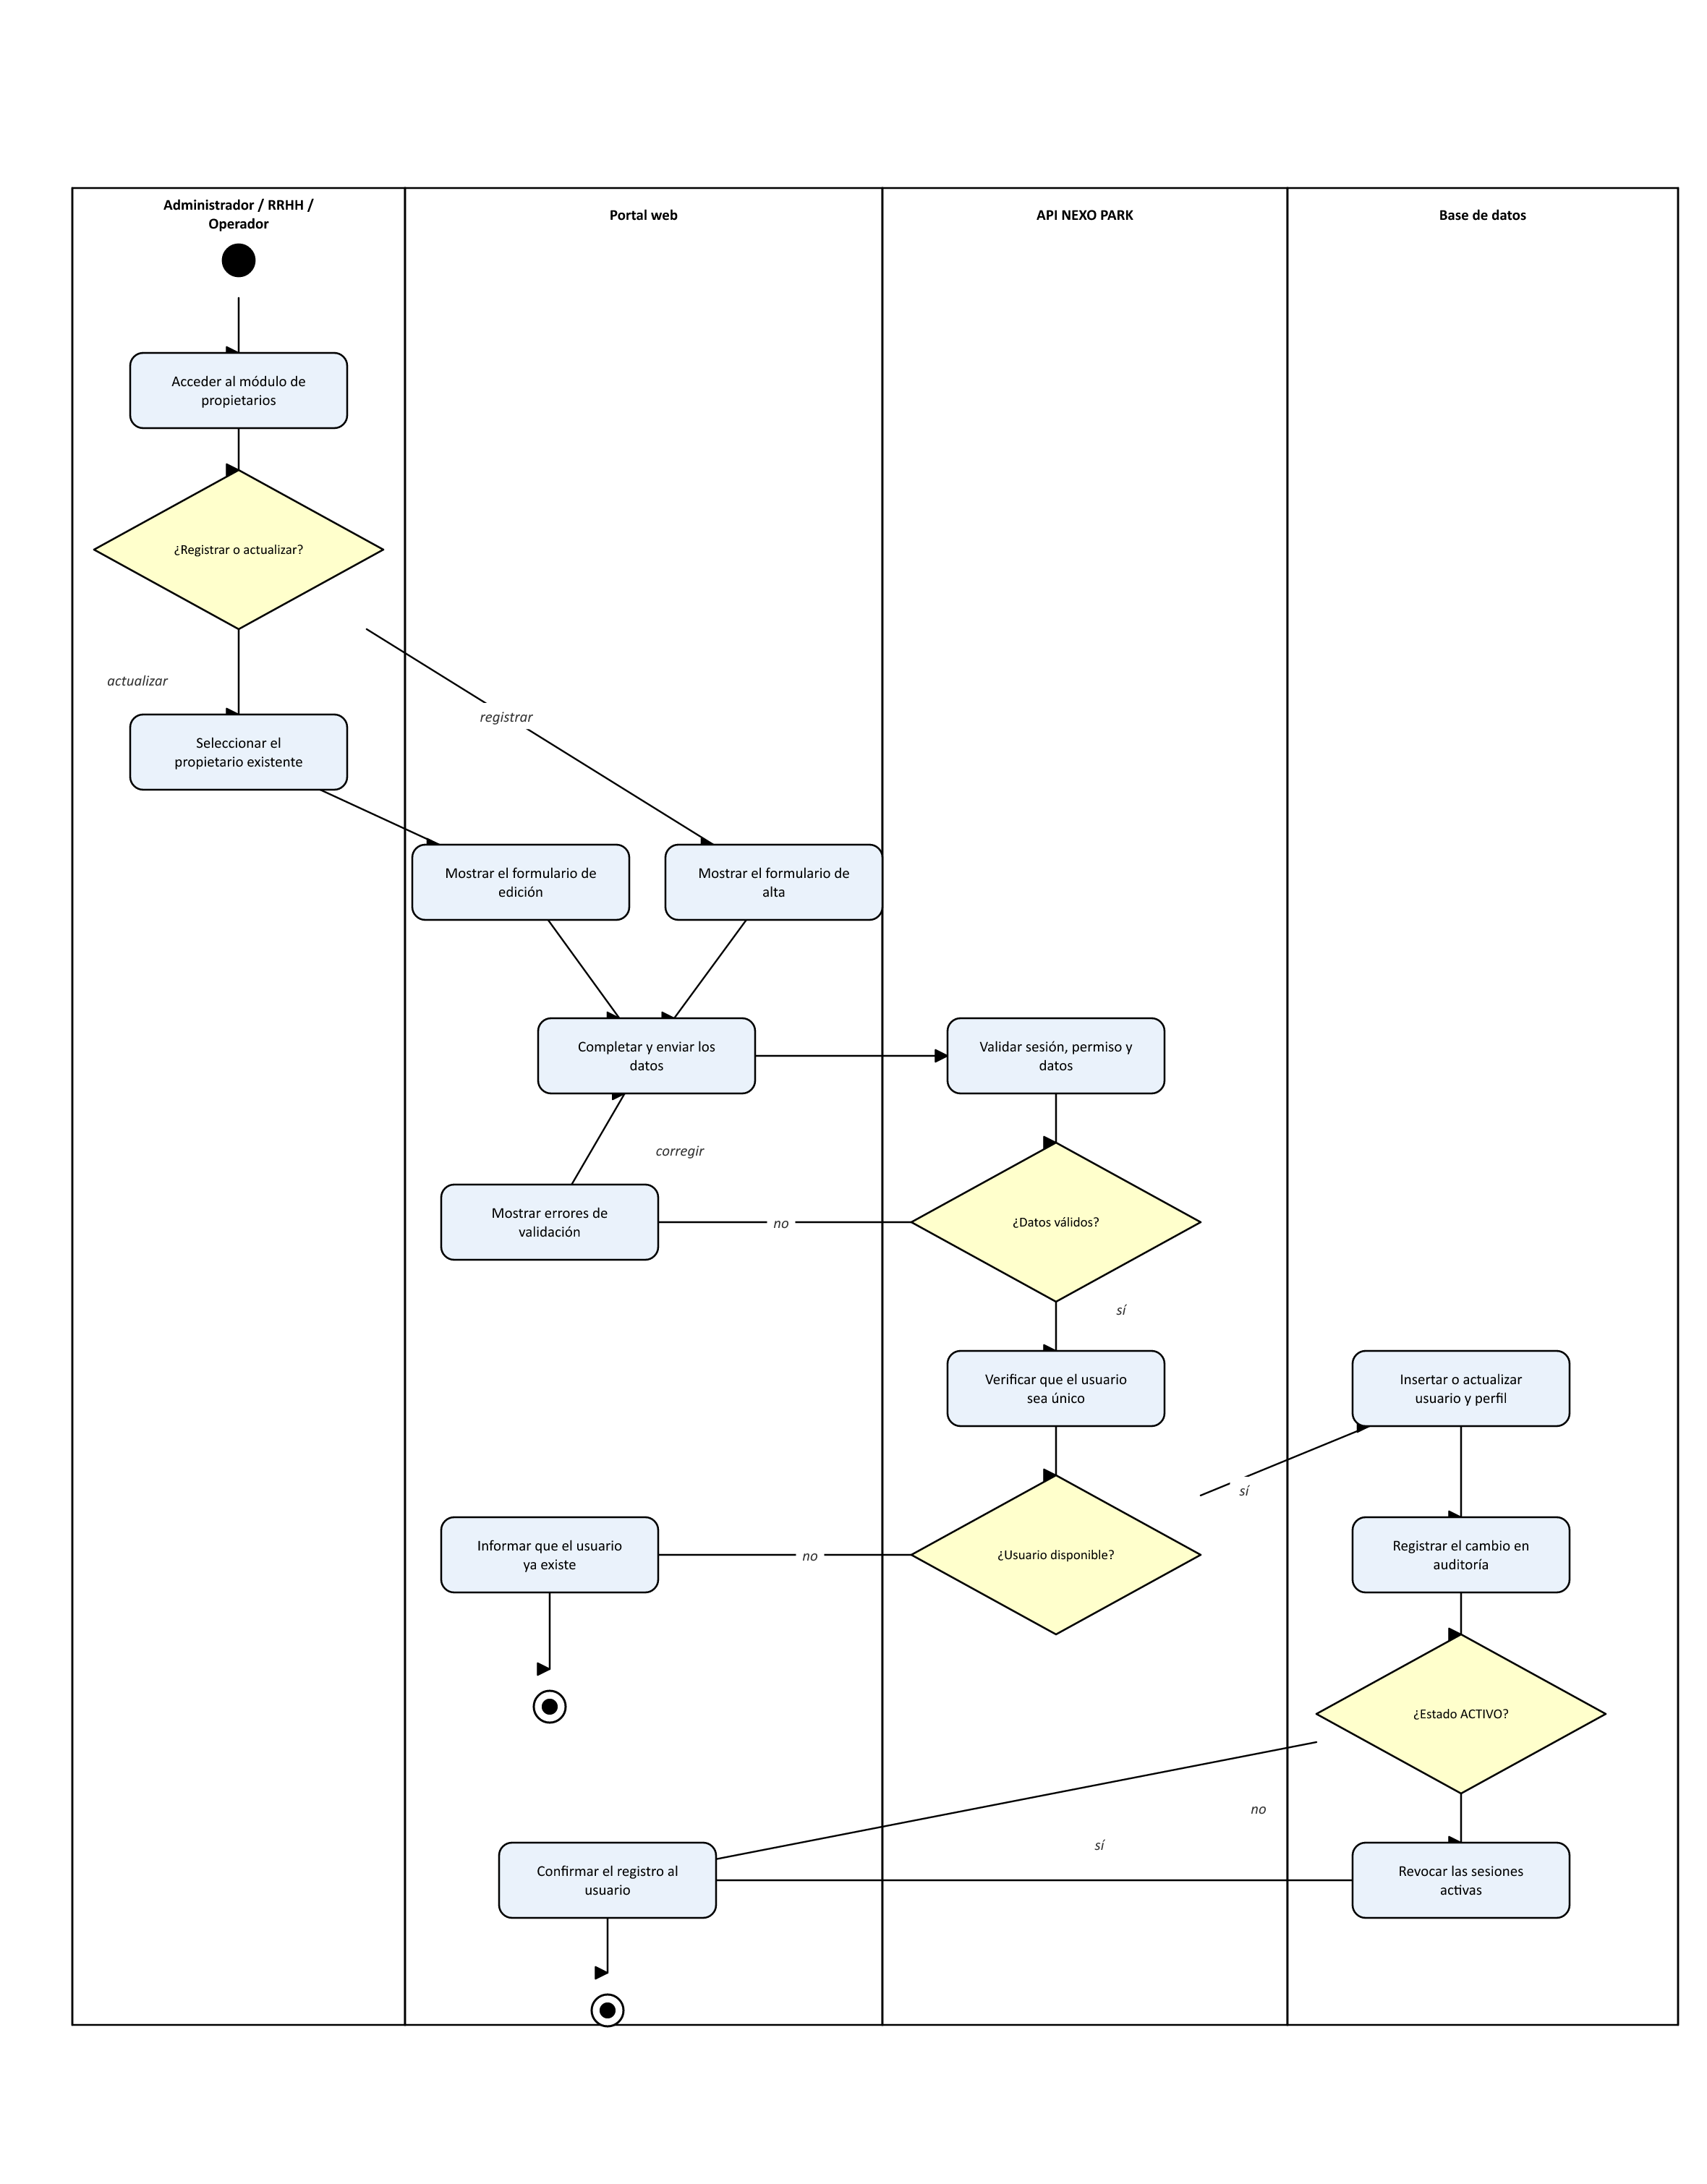 Administrador / RRHH /
Operador
Portal web
API NEXO PARK
Base de datos
Acceder al módulo de
propietarios
¿Registrar o actualizar?
actualizar
registrar
Seleccionar el
propietario existente
Mostrar el formulario de
edición
Mostrar el formulario de
alta
Completar y enviar los
datos
Validar sesión, permiso y
datos
corregir
Mostrar errores de
validación
no
¿Datos válidos?
sí
Verificar que el usuario
sea único
Insertar o actualizar
usuario y perfil
sí
Informar que el usuario
ya existe
no
¿Usuario disponible?
Registrar el cambio en
auditoría
¿Estado ACTIVO?
no
sí
Confirmar el registro al
usuario
Revocar las sesiones
activas